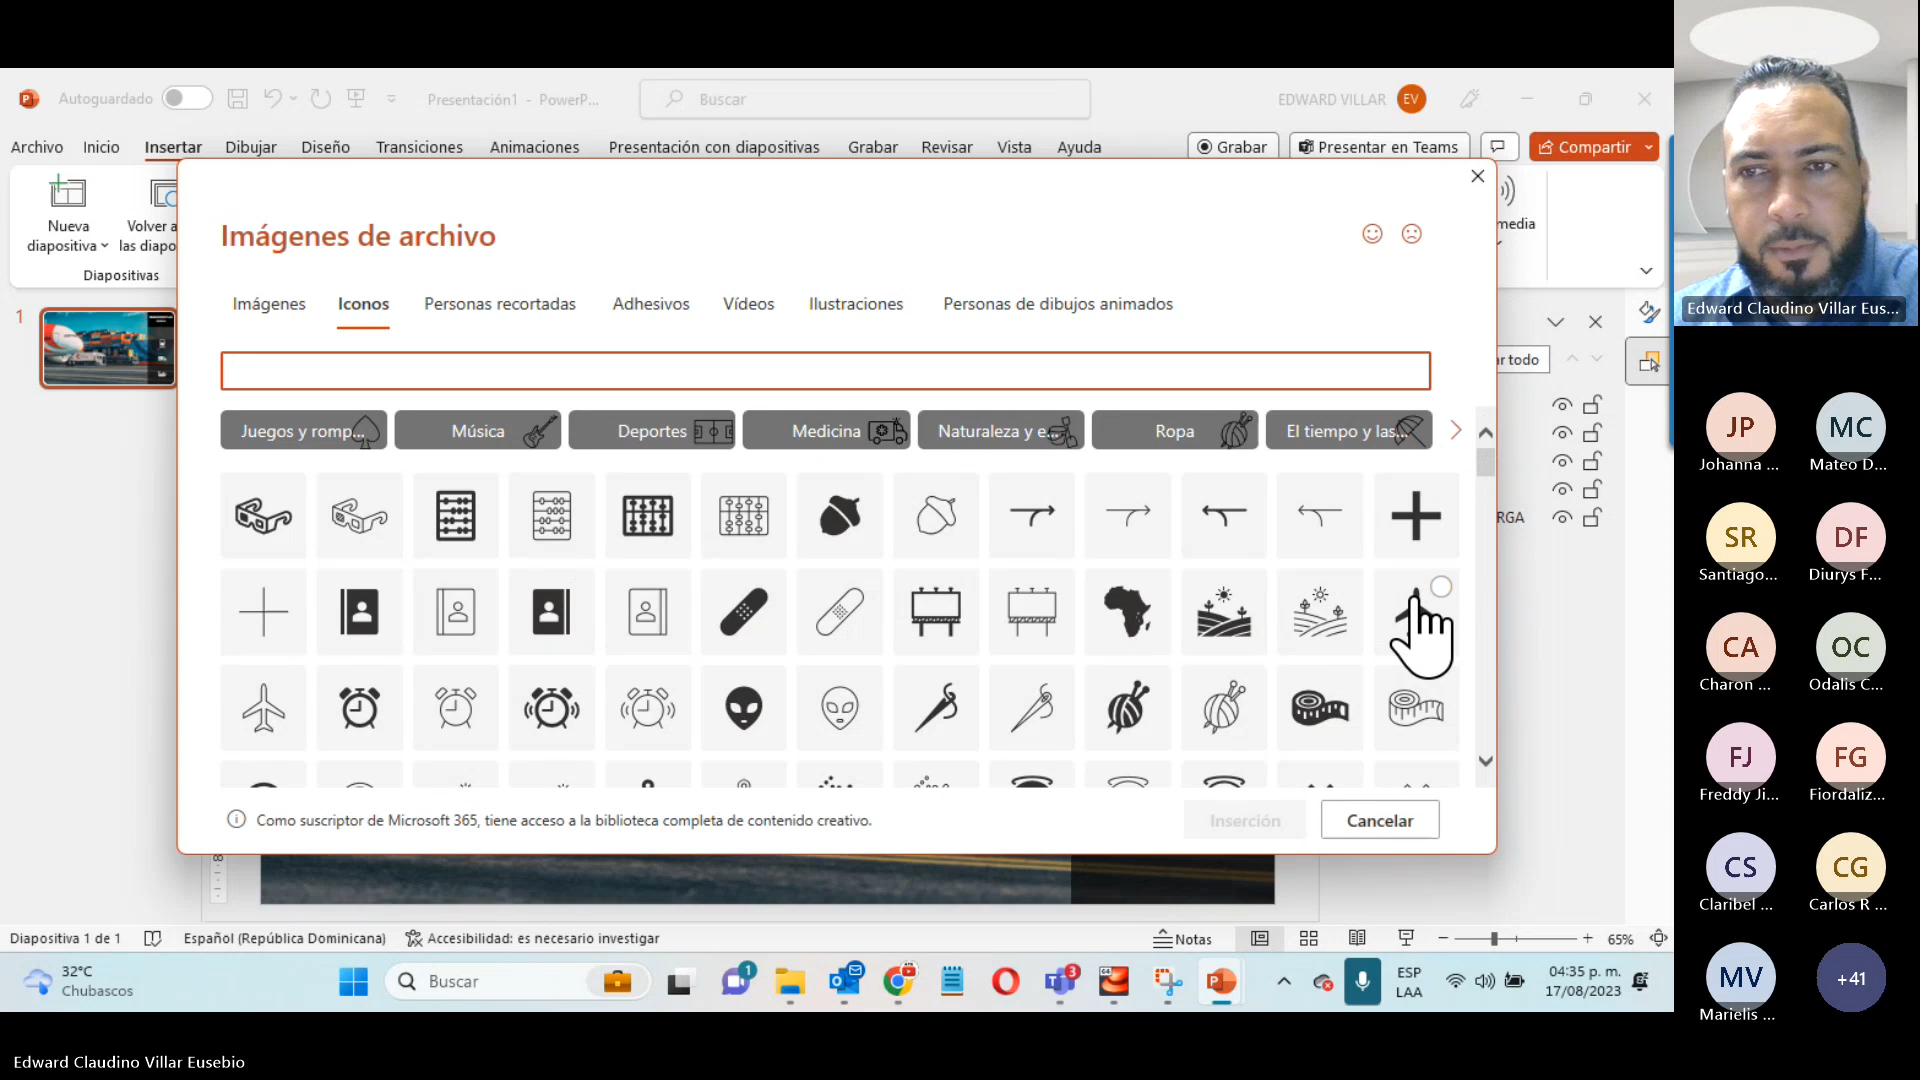 Autoguardado
Presentación1 - PowerP...
Buscar
EDWARD VILLAR
EV
Archivo Inicio Insertar Dibujar Diseño Transiciones Animaciones Presentación con diapositivas Grabar Revisar Vista Ayuda
Grabar
Presentar en Teams
Compartir
Nueva
diapositiva
Volver a
las diapo
Diapositivas
media
1
Imágenes de archivo
Imágenes Iconos Personas recortadas Adhesivos Vídeos Ilustraciones Personas de dibujos animados
Juegos y romp... Música Deportes Medicina Naturaleza y e... Ropa El tiempo y las...
ar todo
RGA
Como suscriptor de Microsoft 365, tiene acceso a la biblioteca completa de contenido creativo.
Inserción
Cancelar
8
Diapositiva 1 de 1
Español (República Dominicana)
Accesibilidad: es necesario investigar
Notas
65%
32°C
Chubascos
Buscar
1
3
ESP
LAA
04:35 p. m.
17/08/2023
Edward Claudino Villar Eus...
JP
Johanna ...
MC
Mateo D...
SR
Santiago...
DF
Diurys F...
CA
Charon ...
OC
Odalis C...
FJ
Freddy Ji...
FG
Fiordaliz...
CS
Claribel ...
CG
Carlos R ...
MV
Marielis ...
+41
Edward Claudino Villar Eusebio